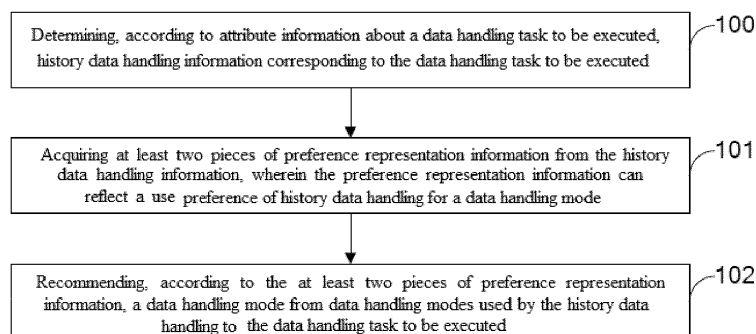 Determining, according to attribute information about a data handling task to be executed,
history data handling information corresponding to the data handling task to be executed
100
Acquiring at least two pieces of preference representation information from the history
data handling information, wherein the preference representation information can
reflect a use preference of history data handling for a data handling mode
101
Recommending, according to the at least two pieces of preference representation
information, a data handling mode from data handling modes used by the history data
handling to the data handling task to be executed
102